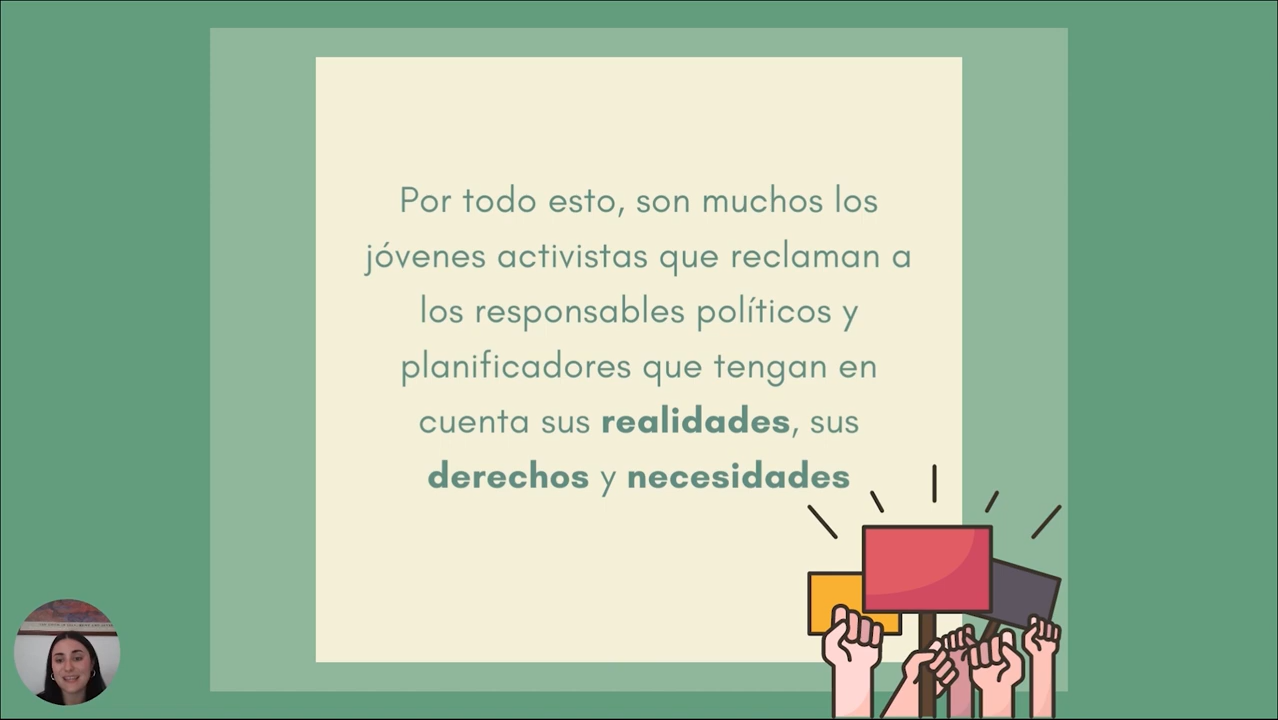 Por todo esto, son muchos los
jóvenes activistas que reclaman a
los responsables políticos y
planificadores que tengan en
cuenta sus realidades, sus
derechos y necesidades